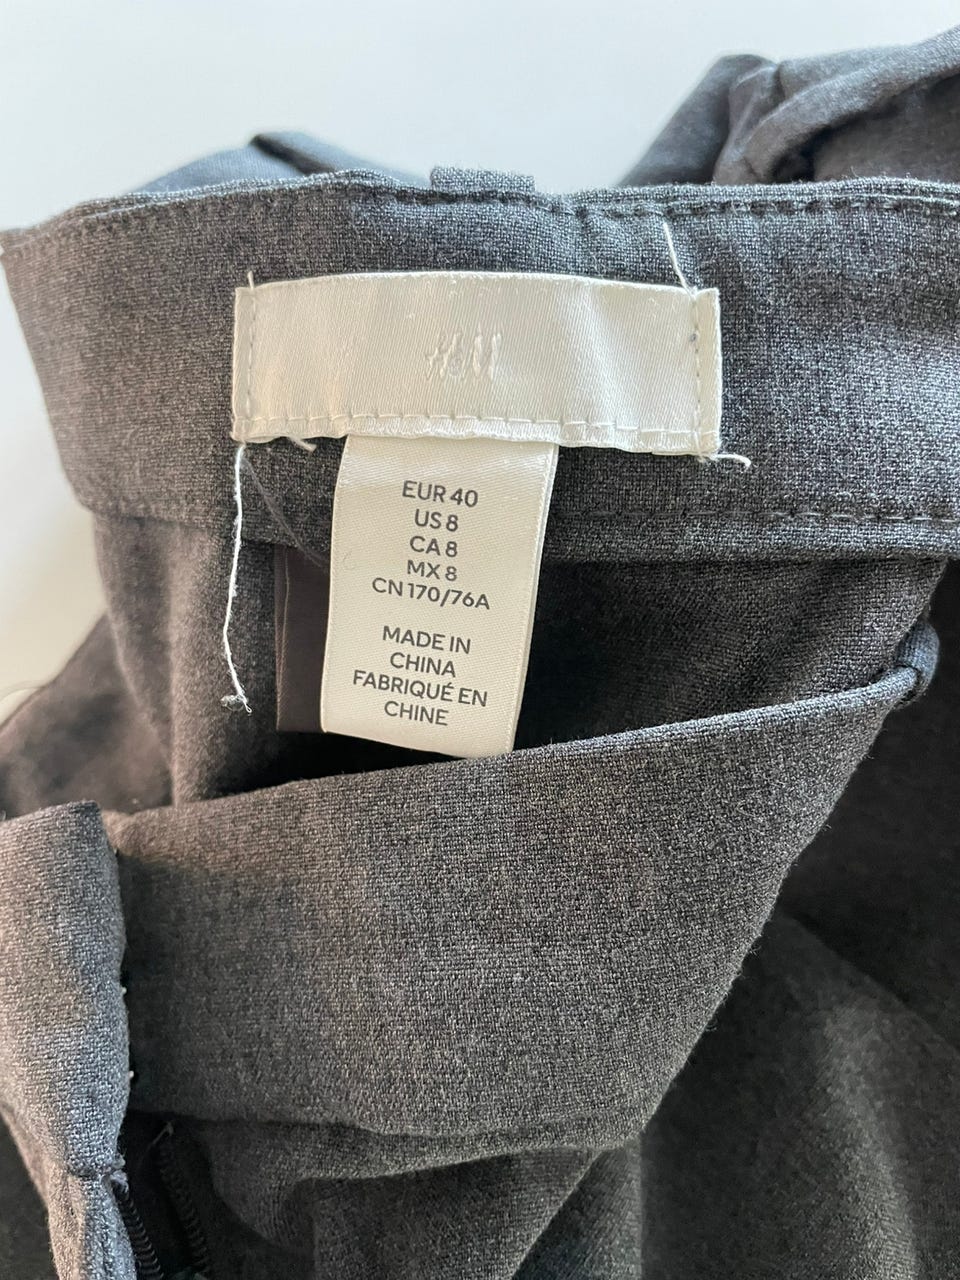 H&M
EUR 40
US 8
CA 8
MX 8
CN 170/76A
MADE IN
CHINA
FABRIQUÉ EN
CHINE